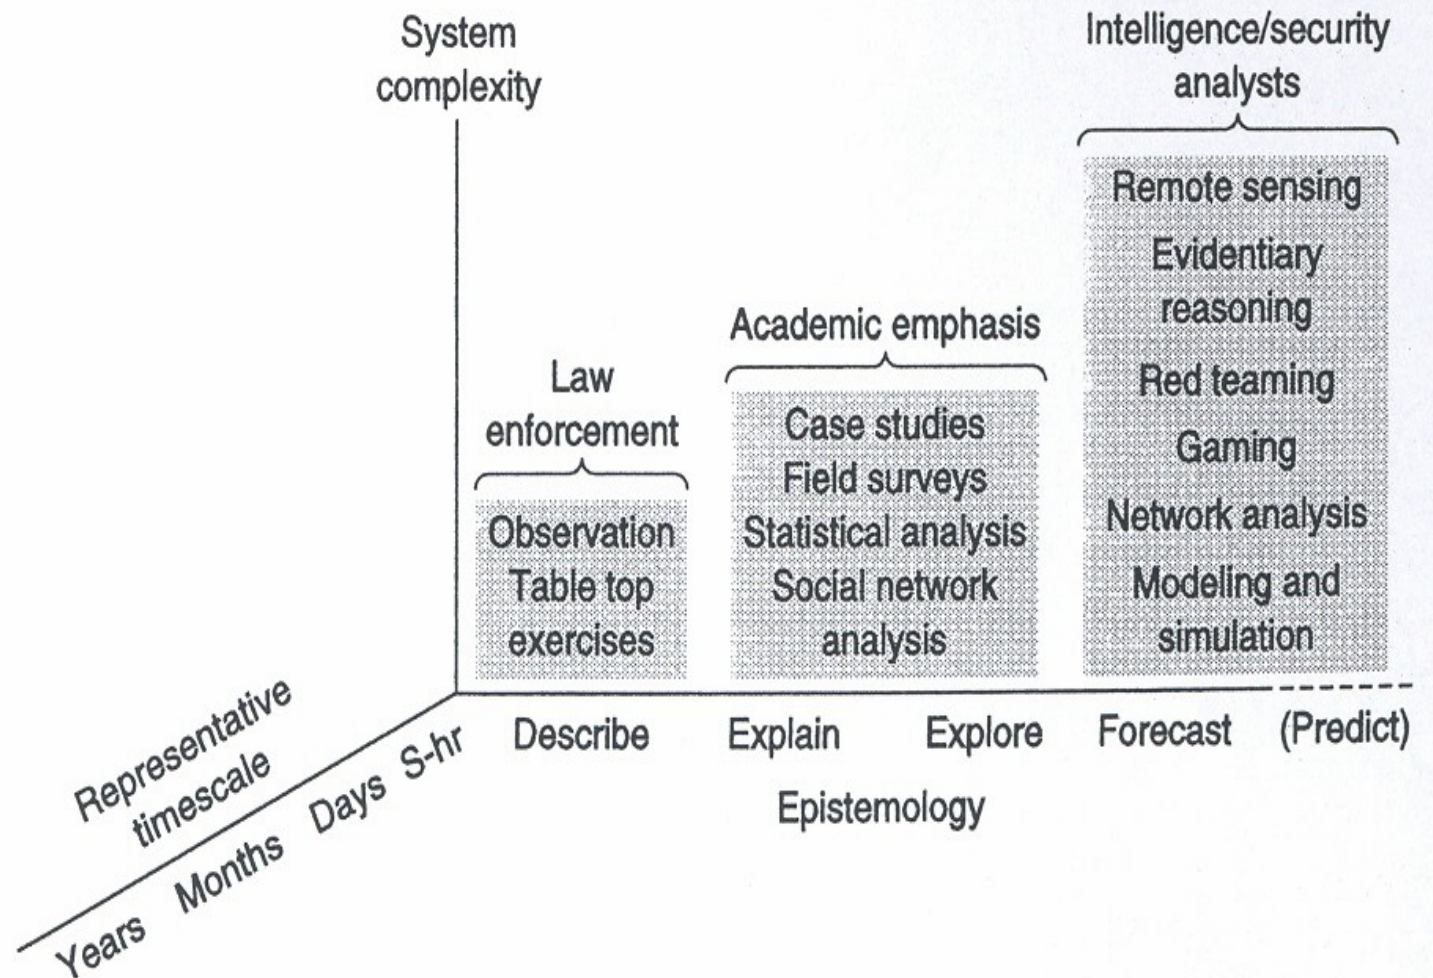 System
complexity
Intelligence/security
analysts
Remote sensing
Evidentiary
reasoning
Red teaming
Gaming
Network analysis
Modeling and
simulation
Academic emphasis
Case studies
Field surveys
Statistical analysis
Social network
analysis
Law
enforcement
Observation
Table top
exercises
Describe
Explain
Explore
Forecast
(Predict)
Epistemology
Representative
timescale
Years
Months
Days
S-hr